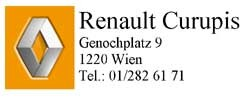 Renault Curupis
Genochplatz 9
1220 Wien
Tel.: 01/282 61 71